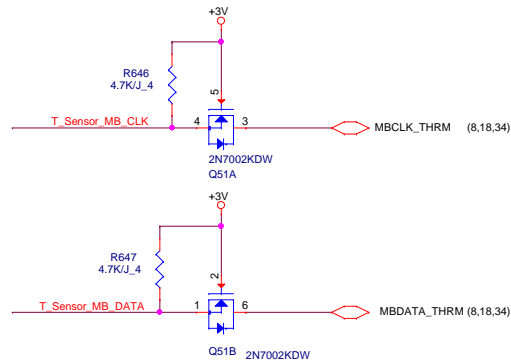 +3V
R646
4.7K/J_4
5
T_Sensor_MB_CLK
4
3
MBCLK_THRM (8,18,34)
2N7002KDW
Q51A
+3V
R647
4.7K/J_4
2
T_Sensor_MB_DATA
1
6
MBDATA_THRM (8,18,34)
Q51B
2N7002KDW